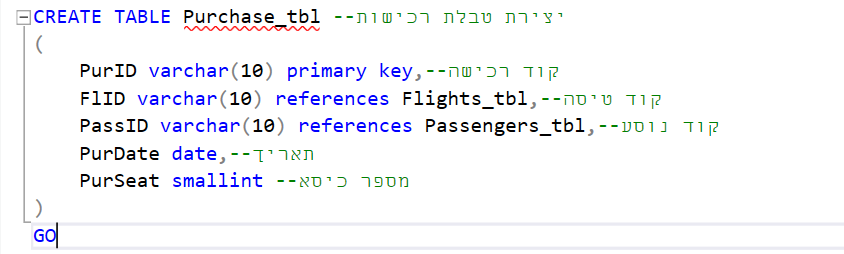 CREATE TABLE Purchase_tbl --יצירת טבלת רכישות
(
PurID varchar(10) primary key,--קוד רכישה
FlID varchar(10) references Flights_tbl,--קוד טיסה
PassID varchar(10) references Passengers_tbl,--קוד נוסע
PurDate date,--תאריך
PurSeat smallint --מספר כיסא
)
GO